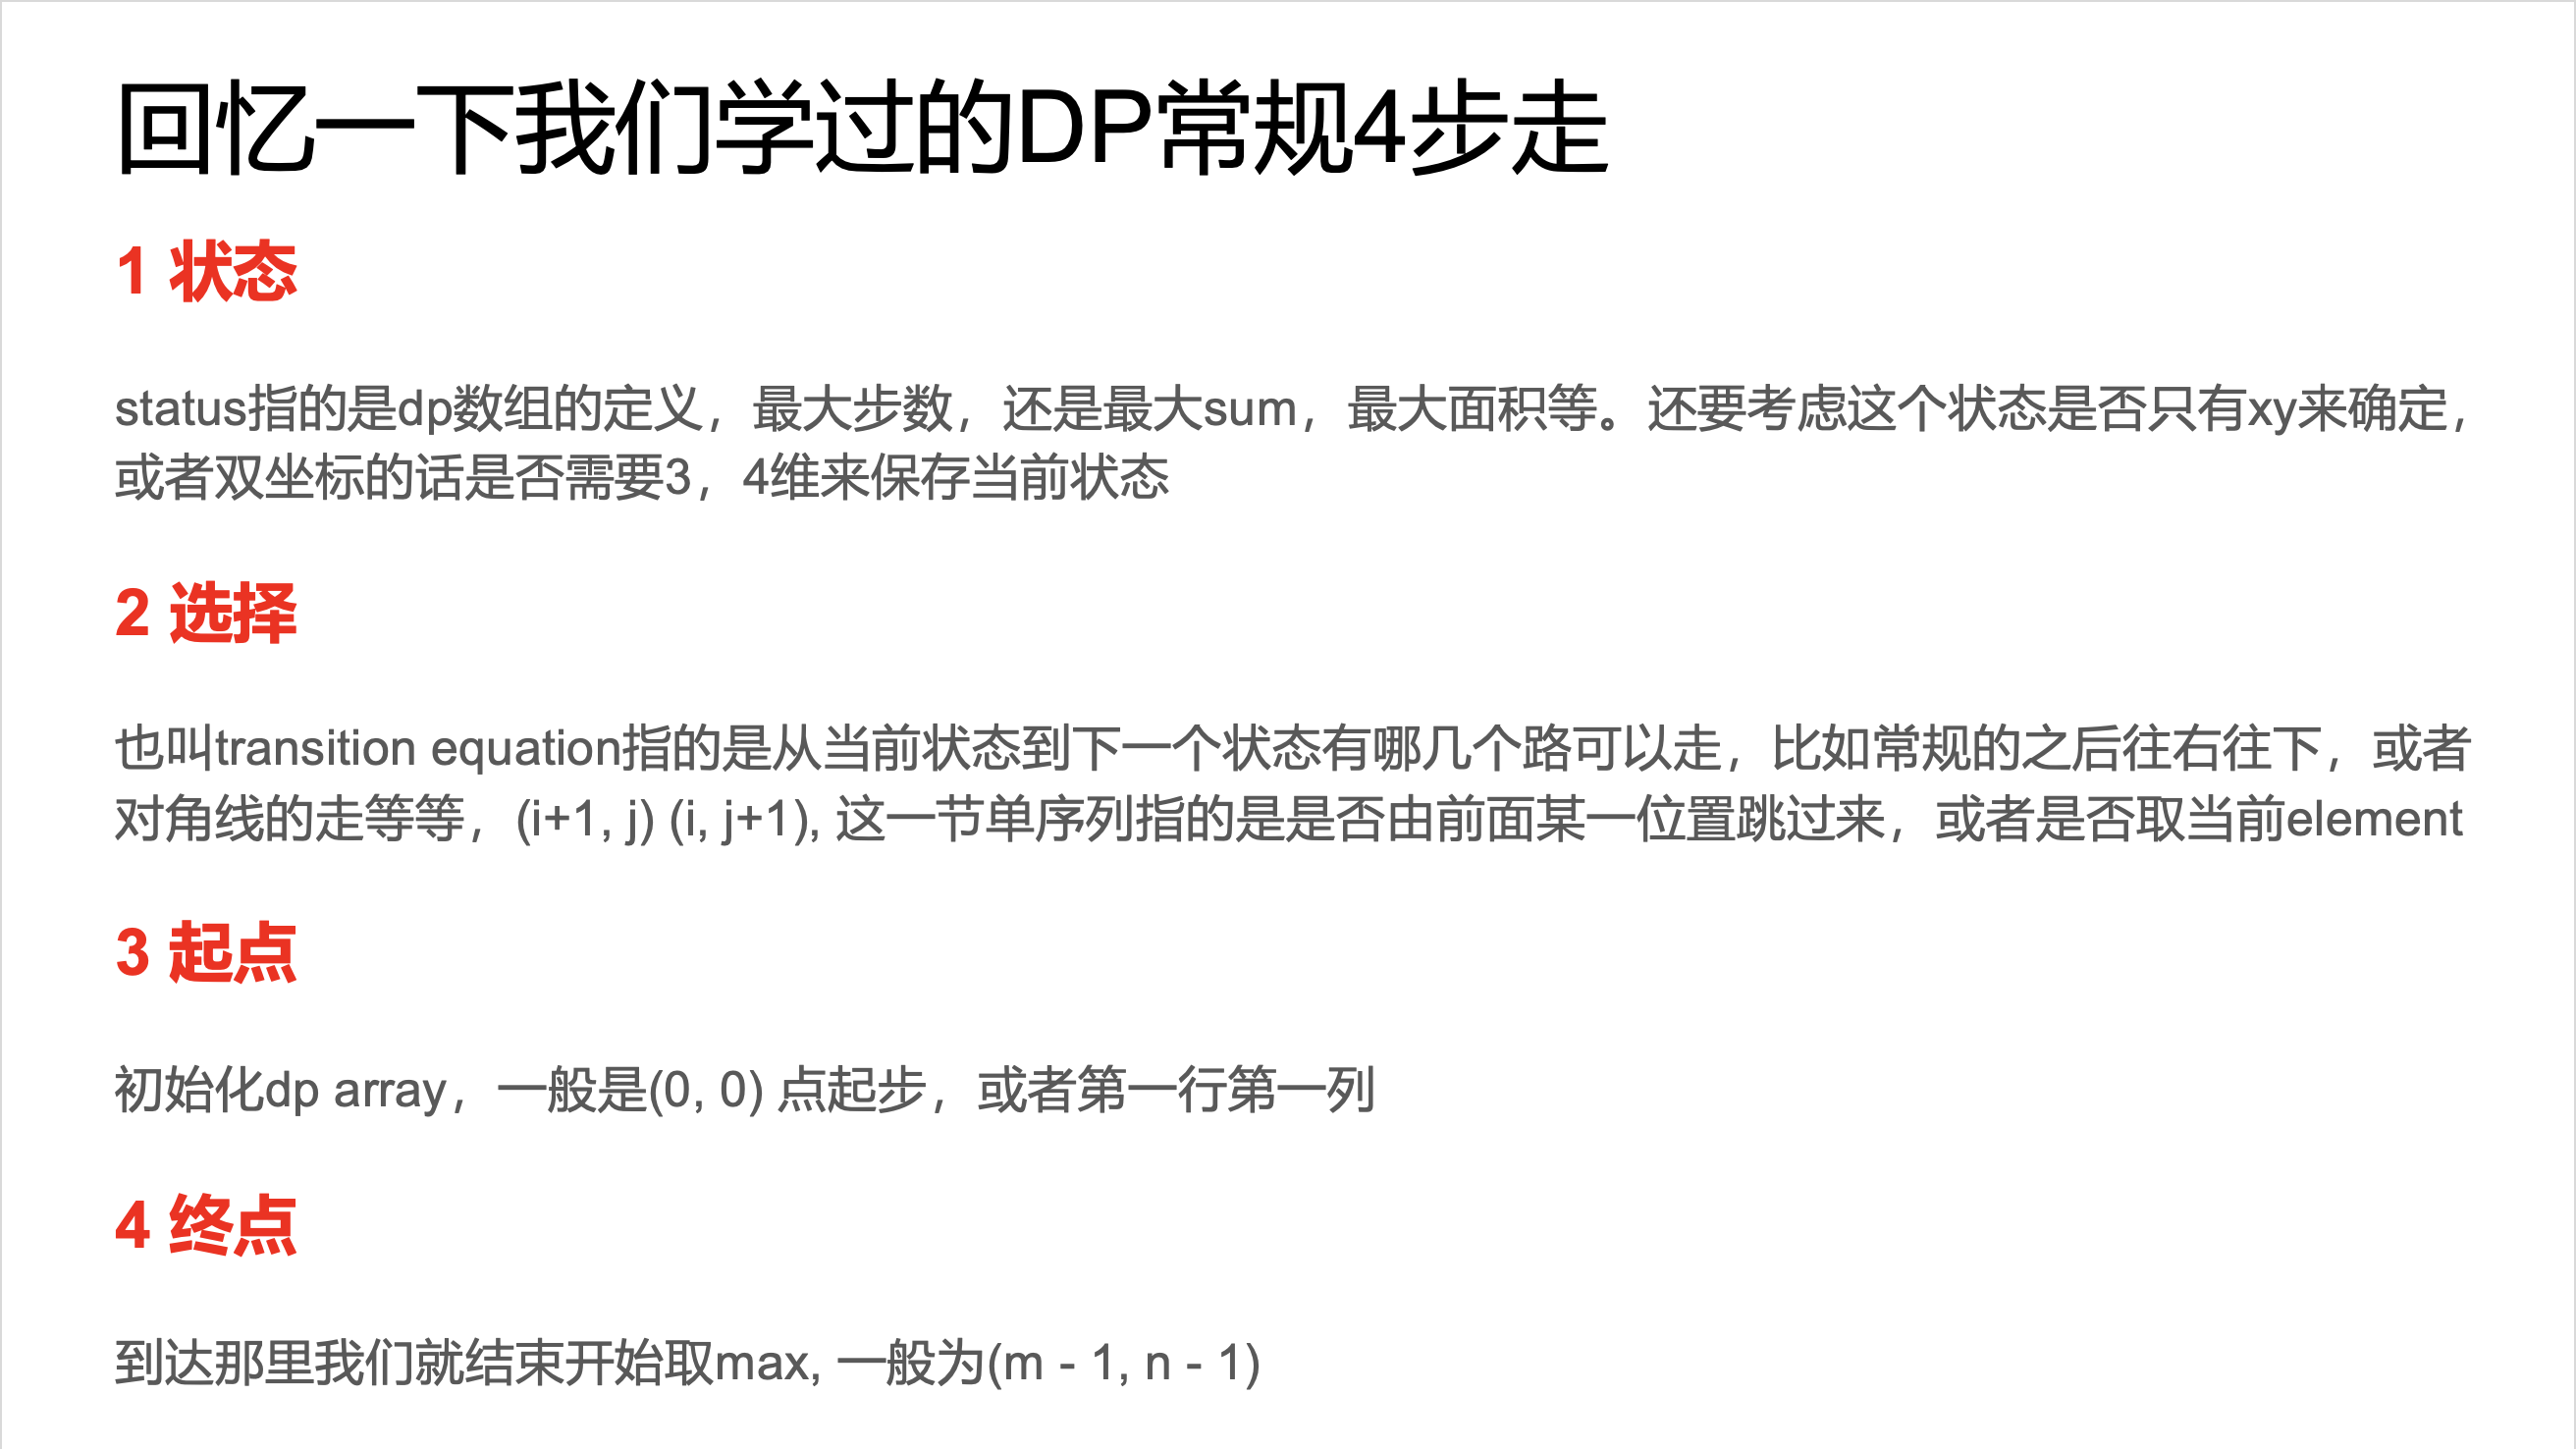 回忆一下我们学过的DP常规4步走
1 状态
status指的是dp数组的定义，最大步数，还是最大sum，最大面积等。还要考虑这个状态是否只有xy来确定，
或者双坐标的话是否需要3，4维来保存当前状态
2 选择
也叫transition equation指的是从当前状态到下一个状态有哪几个路可以走，比如常规的之后往右往下，或者
对角线的走等等，(i+1, j) (i, j+1), 这一节单序列指的是是否由前面某一位置跳过来，或者是否取当前element
3 起点
初始化dp array，一般是(0, 0) 点起步，或者第一行第一列
4 终点
到达那里我们就结束开始取max, 一般为(m - 1, n - 1)